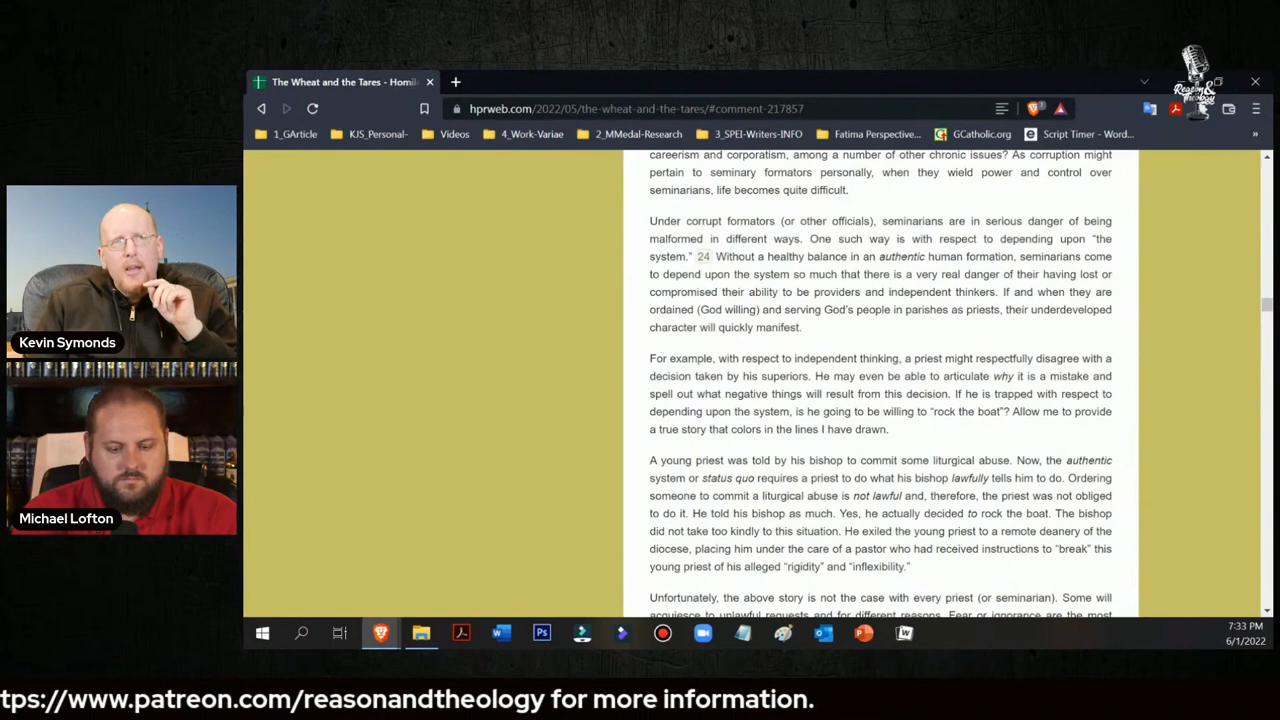 REASON &
THEOLOGY
The Wheat and the Tares - Homil
hprweb.com/2022/05/the-wheat-and-the-tares/#comment-217857
1_GArticle
KJS_Personal-
Videos
4_Work-Variae
2_MMedal-Research
3_SPEI-Writers-INFO
Fatima Perspective...
GCatholic.org
Script Timer - Word...
»
careerism and corporatism, among a number of other chronic issues? As corruption might
pertain to seminary formators personally, when they wield power and control over
seminarians, life becomes quite difficult.
Under corrupt formators (or other officials), seminarians are in serious danger of being
malformed in different ways. One such way is with respect to depending upon “the
system.” 24 Without a healthy balance in an authentic human formation, seminarians come
to depend upon the system so much that there is a very real danger of their having lost or
compromised their ability to be providers and independent thinkers. If and when they are
ordained (God willing) and serving God’s people in parishes as priests, their underdeveloped
character will quickly manifest.
For example, with respect to independent thinking, a priest might respectfully disagree with a
decision taken by his superiors. He may even be able to articulate why it is a mistake and
spell out what negative things will result from this decision. If he is trapped with respect to
depending upon the system, is he going to be willing to “rock the boat”? Allow me to provide
a true story that colors in the lines I have drawn.
A young priest was told by his bishop to commit some liturgical abuse. Now, the authentic
system or status quo requires a priest to do what his bishop lawfully tells him to do. Ordering
someone to commit a liturgical abuse is not lawful and, therefore, the priest was not obliged
to do it. He told his bishop as much. Yes, he actually decided to rock the boat. The bishop
did not take too kindly to this situation. He exiled the young priest to a remote deanery of the
diocese, placing him under the care of a pastor who had received instructions to “break” this
young priest of his alleged “rigidity” and “inflexibility.”
Unfortunately, the above story is not the case with every priest (or seminarian). Some will
acquiesce to unlawful requests and for different reasons. Fear or ignorance are the most
Kevin Symonds
Michael Lofton
7:33 PM
6/1/2022
tps://www.patreon.com/reasonandtheology for more information.